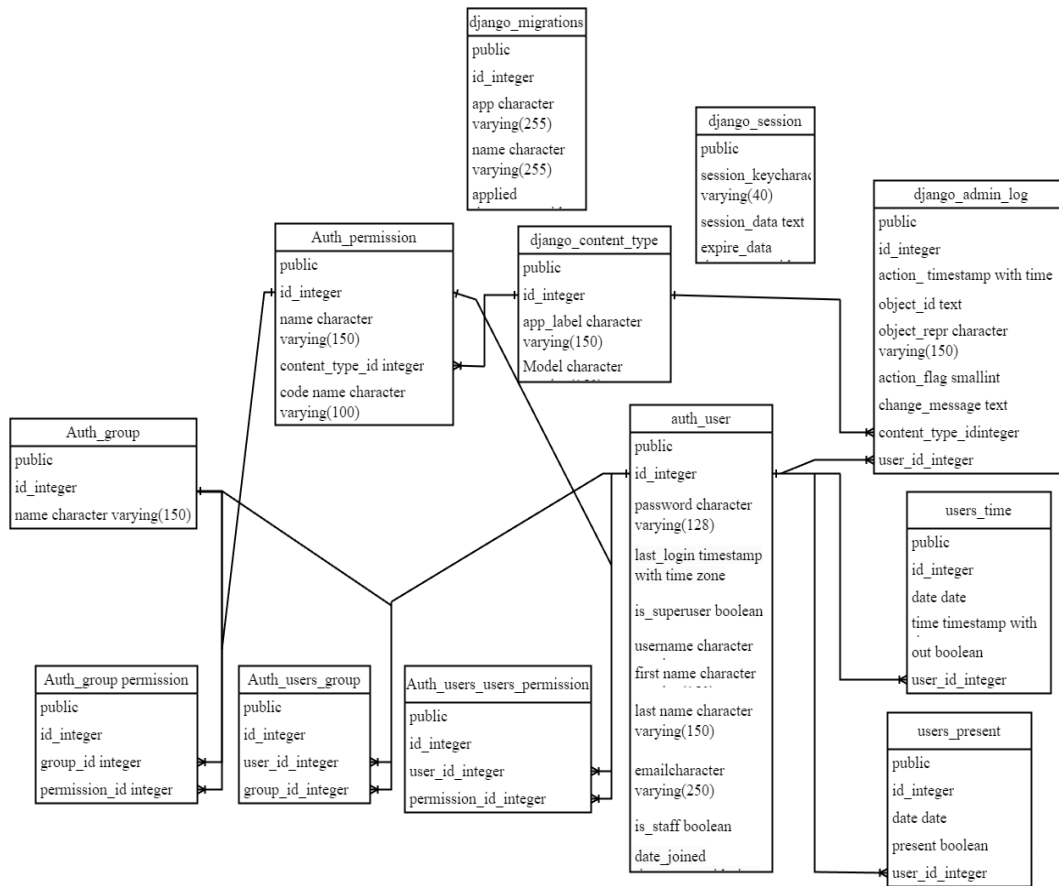 django_migrations
public
id_integer
app character
varying(255)
name character
varying(255)
applied
django_session
public
session_keycharac
varying(40)
session_data text
expire_data
django_admin_log
public
id_integer
action_ timestamp with time
object_id text
object_repr character
varying(150)
action_flag smallint
change_message text
content_type_idinteger
user_id_integer
Auth_permission
public
id_integer
name character
varying(150)
content_type_id integer
code name character
varying(100)
django_content_type
public
id_integer
app_label character
varying(150)
Model character
Auth_group
public
id_integer
name character varying(150)
auth_user
public
id_integer
password character
varying(128)
last_login timestamp
with time zone
is_superuser boolean
username character
first name character
last name character
varying(150)
emailcharacter
varying(250)
is_staff boolean
date_joined
users_time
public
id_integer
date date
time timestamp with
out boolean
user_id_integer
Auth_group permission
public
id_integer
group_id integer
permission_id integer
Auth_users_group
public
id_integer
user_id_integer
group_id_integer
Auth_users_users_permission
public
id_integer
user_id_integer
permission_id_integer
users_present
public
id_integer
date date
present boolean
user_id_integer